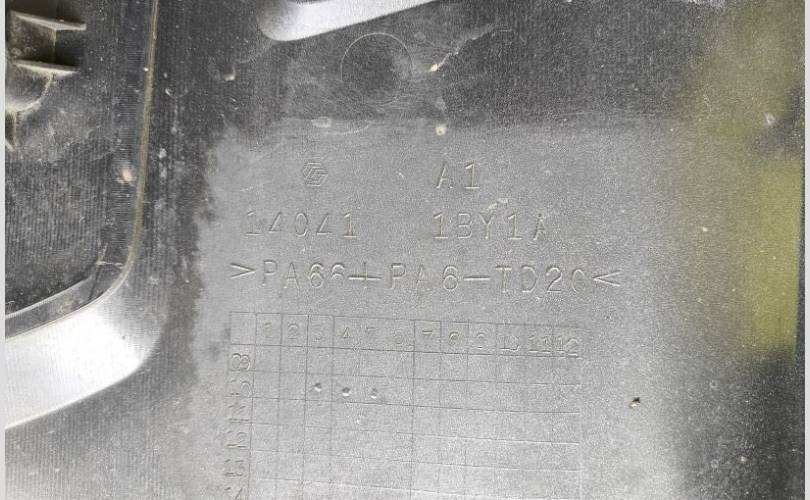 A1
14041 1BY1A
>PA66+PA6-TD20<
1 2 3 4 5 6 7 8 9 10 11 12